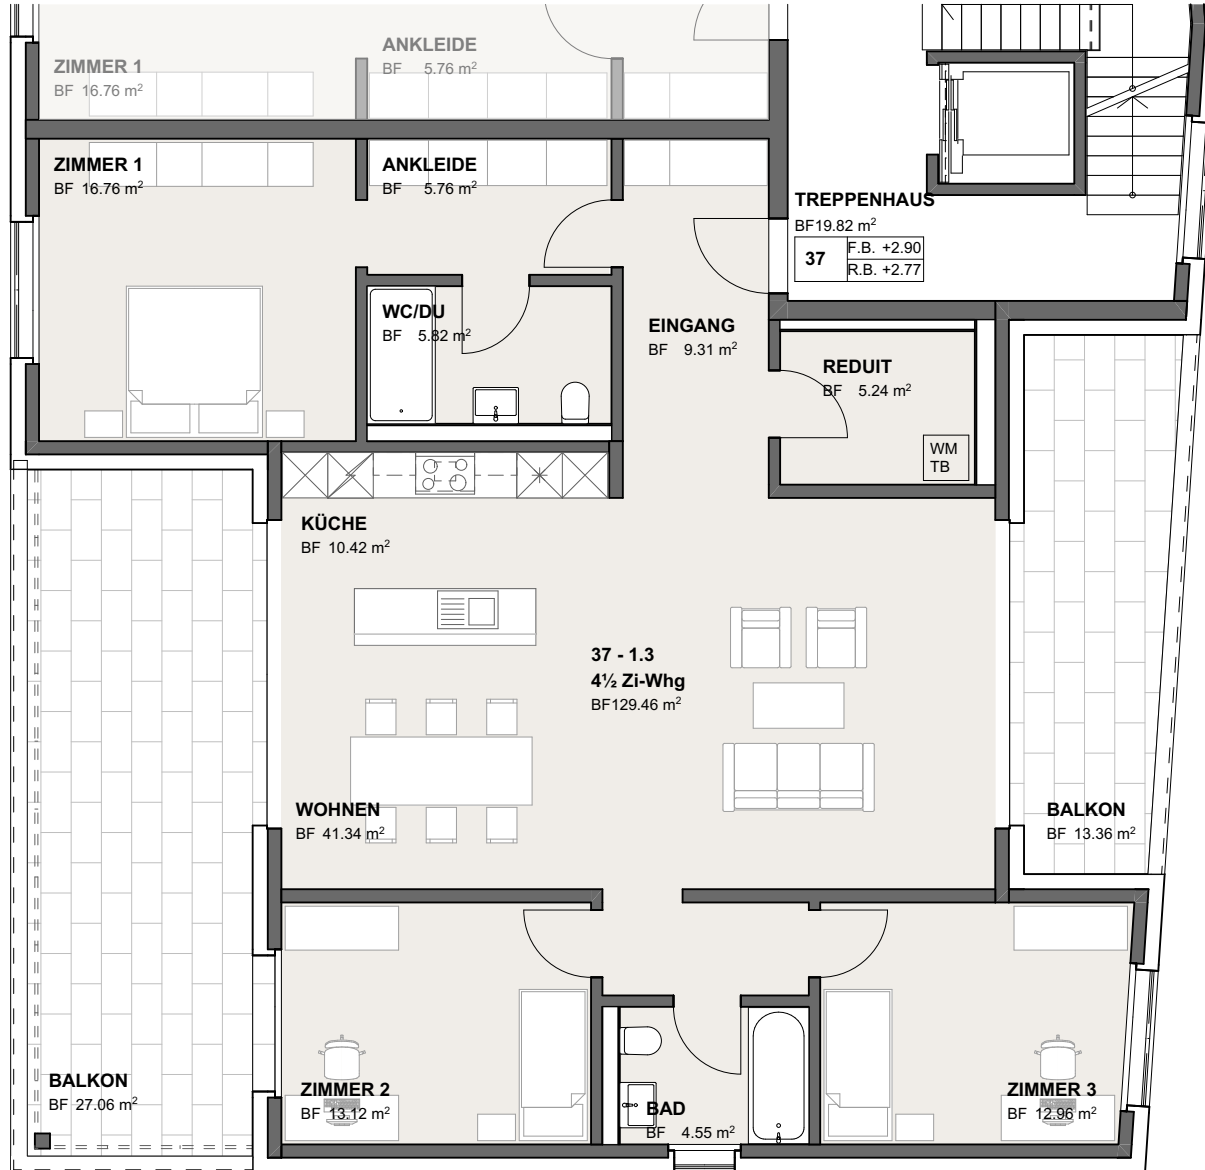 ZIMMER 1
BF 16.76 m²
ANKLEIDE
BF 5.76 m²
ZIMMER 1
BF 16.76 m²
ANKLEIDE
BF 5.76 m²
TREPPENHAUS
BF19.82 m²
37
F.B. +2.90
R.B. +2.77
WC/DU
BF 5.82 m²
EINGANG
BF 9.31 m²
REDUIT
BF 5.24 m²
WM
TB
KÜCHE
BF 10.42 m²
37 - 1.3
4½ Zi-Whg
BF129.46 m²
WOHNEN
BF 41.34 m²
BALKON
BF 13.36 m²
BALKON
BF 27.06 m²
ZIMMER 2
BF 13.12 m²
BAD
BF 4.55 m²
ZIMMER 3
BF 12.96 m²